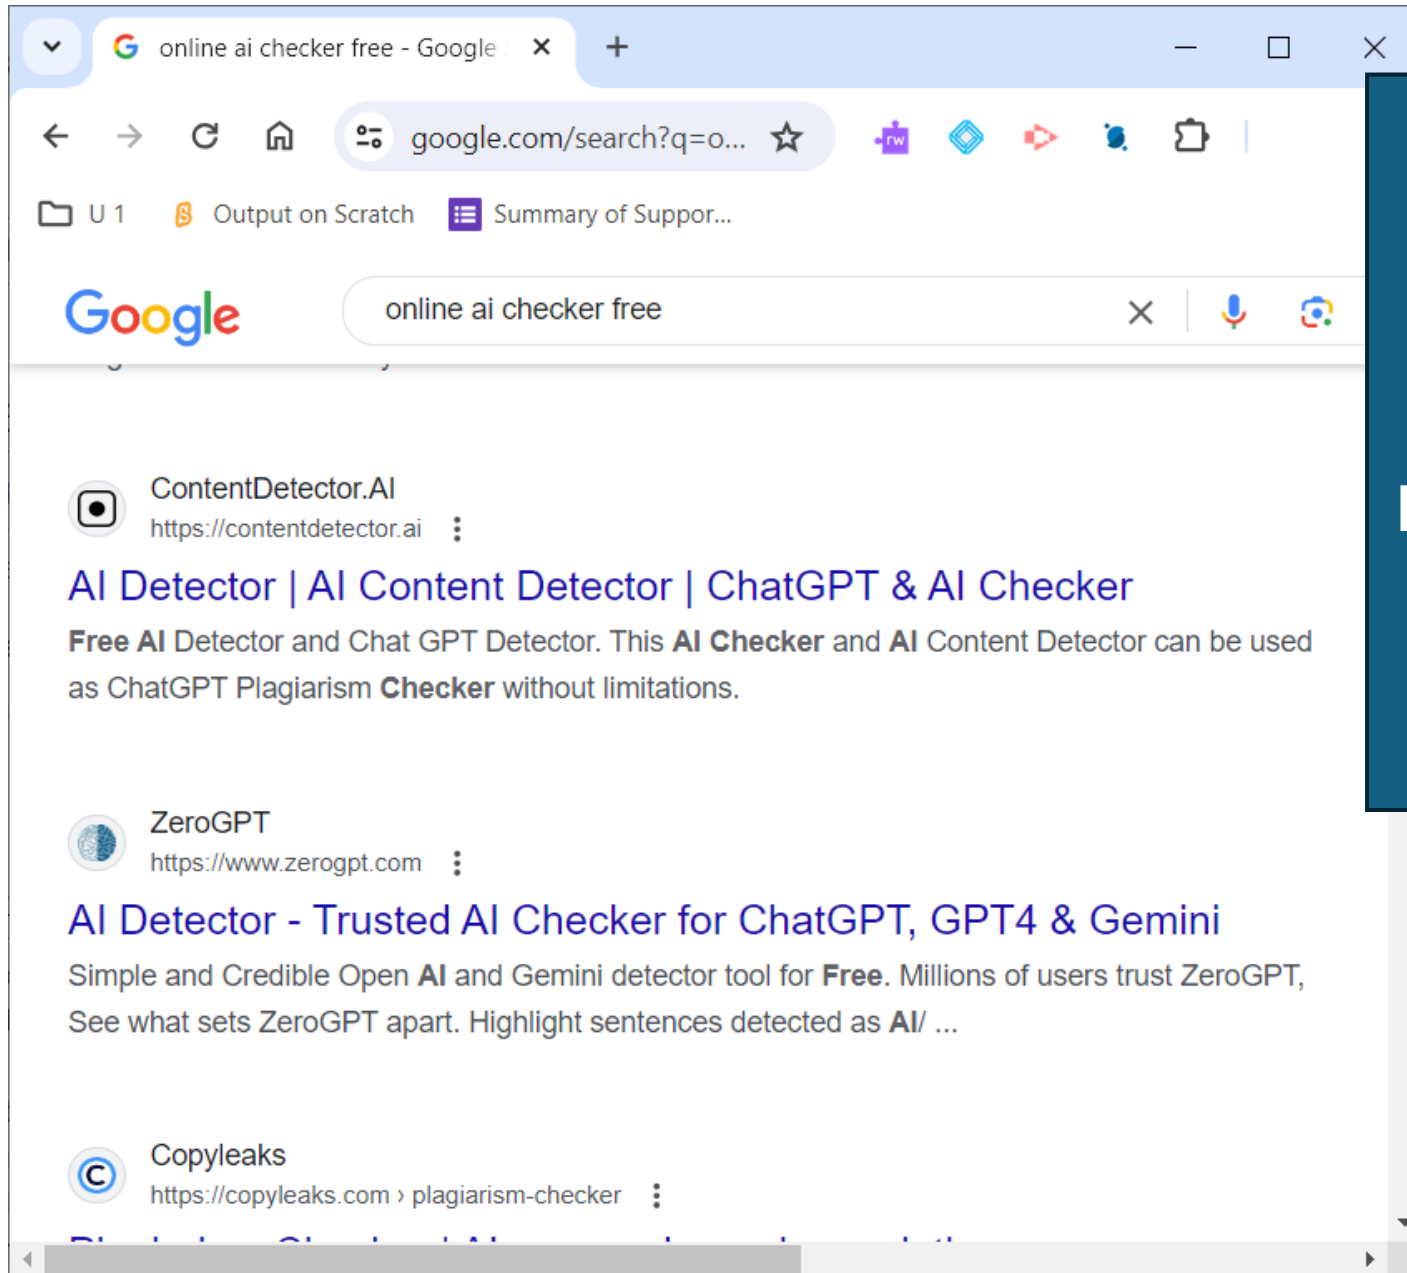 online ai checker free - Google
google.com/search?q=o...
rw
U 1
Output on Scratch
Summary of Suppor...
Google
online ai checker free
ContentDetector.AI
https://contentdetector.ai
AI Detector | AI Content Detector | ChatGPT & AI Checker
Free AI Detector and Chat GPT Detector. This AI Checker and AI Content Detector can be used
as ChatGPT Plagiarism Checker without limitations.
ZeroGPT
https://www.zerogpt.com
AI Detector - Trusted AI Checker for ChatGPT, GPT4 & Gemini
Simple and Credible Open AI and Gemini detector tool for Free. Millions of users trust ZeroGPT,
See what sets ZeroGPT apart. Highlight sentences detected as AI/ ...
Copyleaks
https://copyleaks.com › plagiarism-checker